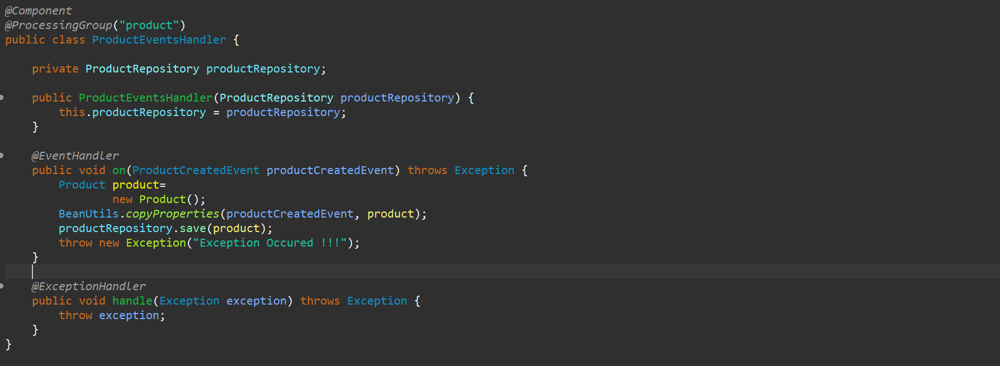 @Component
@ProcessingGroup("product")
public class ProductEventsHandler {
private ProductRepository productRepository;
public ProductEventsHandler(ProductRepository productRepository) {
this.productRepository = productRepository;
}
@EventHandler
public void on(ProductCreatedEvent productCreatedEvent) throws Exception {
Product product=
new Product();
BeanUtils.copyProperties(productCreatedEvent, product);
productRepository.save(product);
throw new Exception("Exception Occured !!!");
}
@ExceptionHandler
public void handle(Exception exception) throws Exception {
throw exception;
}
}